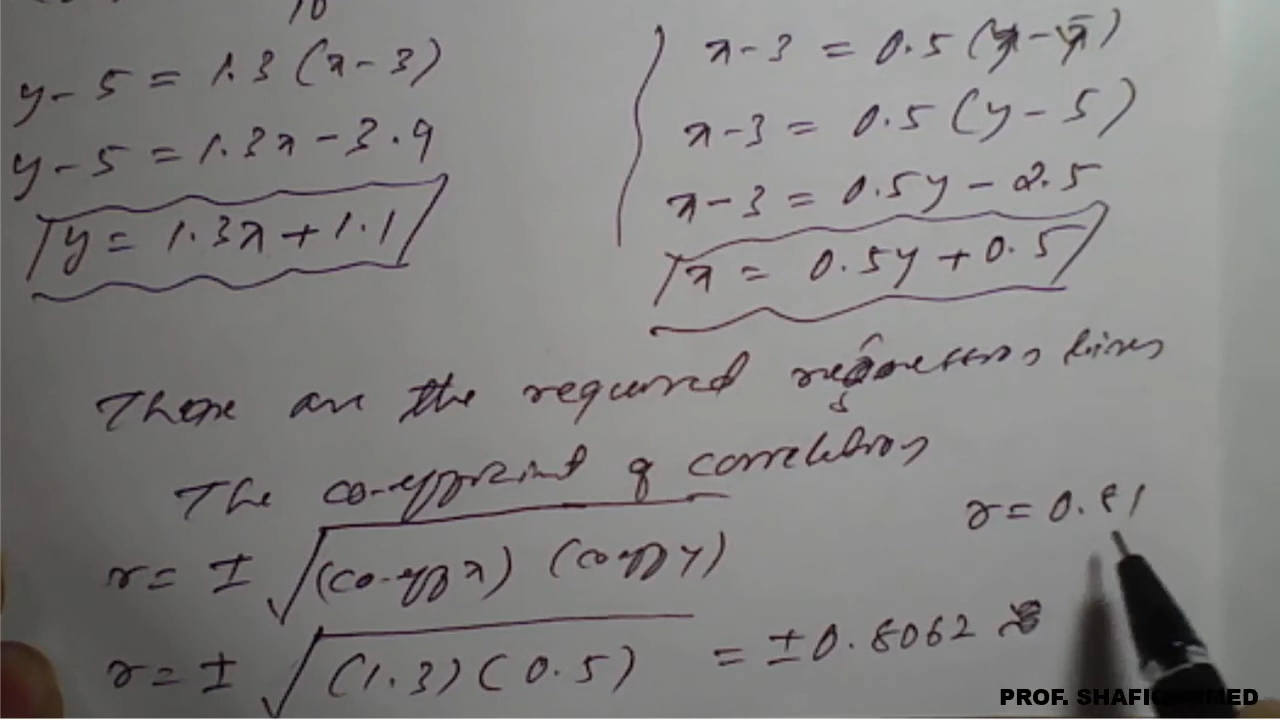 10
y - 5 = 1.3 (x - 3)
y - 5 = 1.3x - 3.9
y = 1.3x + 1.1
x - 3 = 0.5 (y - ȳ)
x - 3 = 0.5 (y - 5)
x - 3 = 0.5y - 2.5
x = 0.5y + 0.5
These are the required regression lines
The co-efficient of correlation
r = ± √(co-eff x) (co-eff y)
r = ± √(1.3) (0.5) = ± 0.8062
r = 0.81
PROF. SHAFI MED